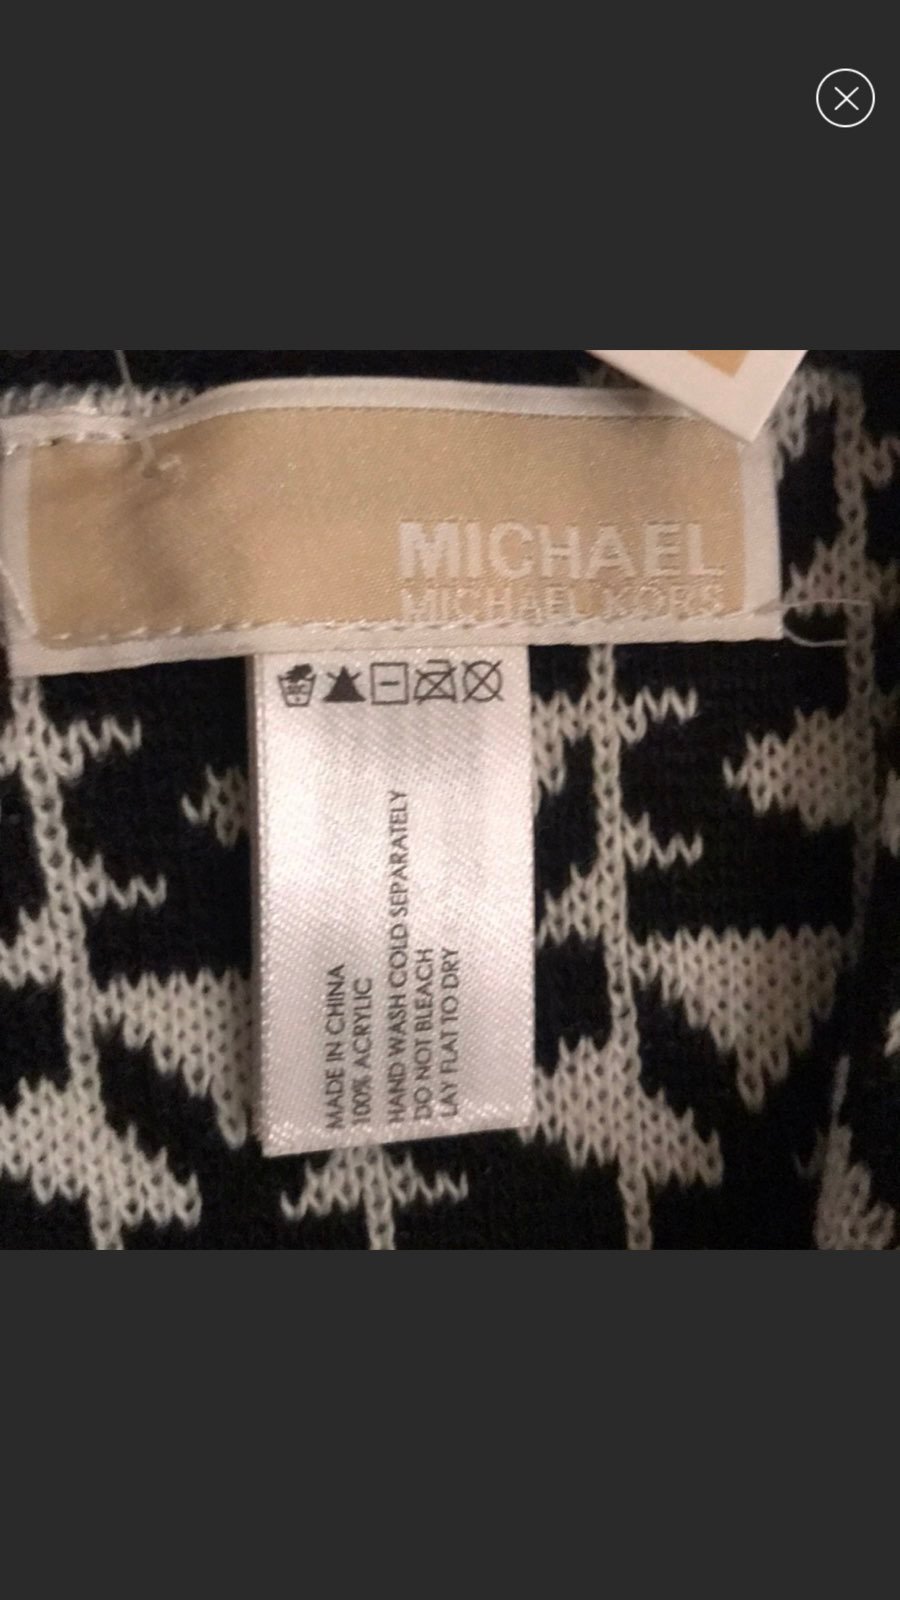 MICHAEL
MICHAEL KORS
MADE IN CHINA
100% ACRYLIC
HAND WASH COLD SEPARATELY
DO NOT BLEACH
LAY FLAT TO DRY